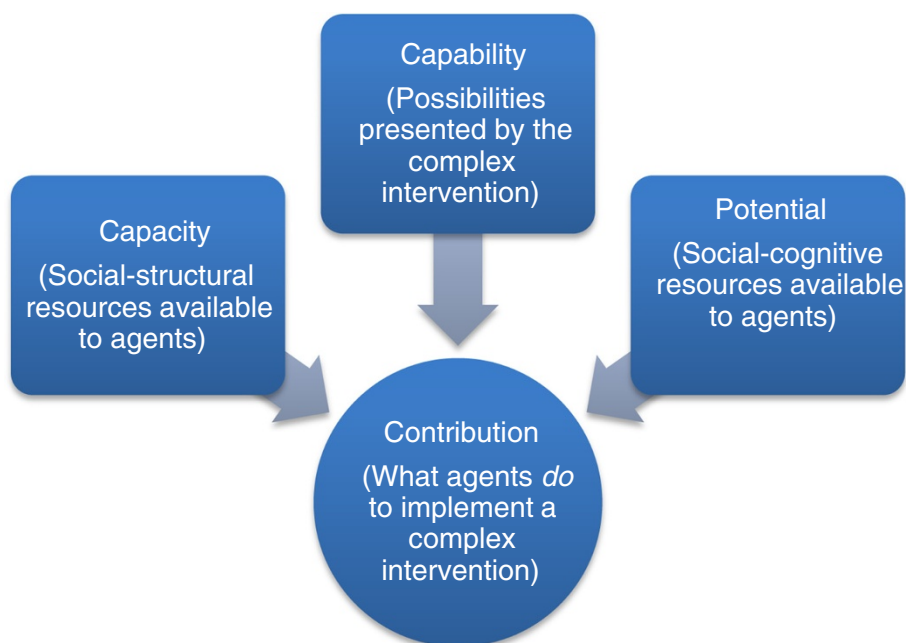 Capability
(Possibilities
presented by the
complex
intervention)
Capacity
(Social-structural
resources available
to agents)
Potential
(Social-cognitive
resources available
to agents)
Contribution
(What agents do
to implement a
complex
intervention)